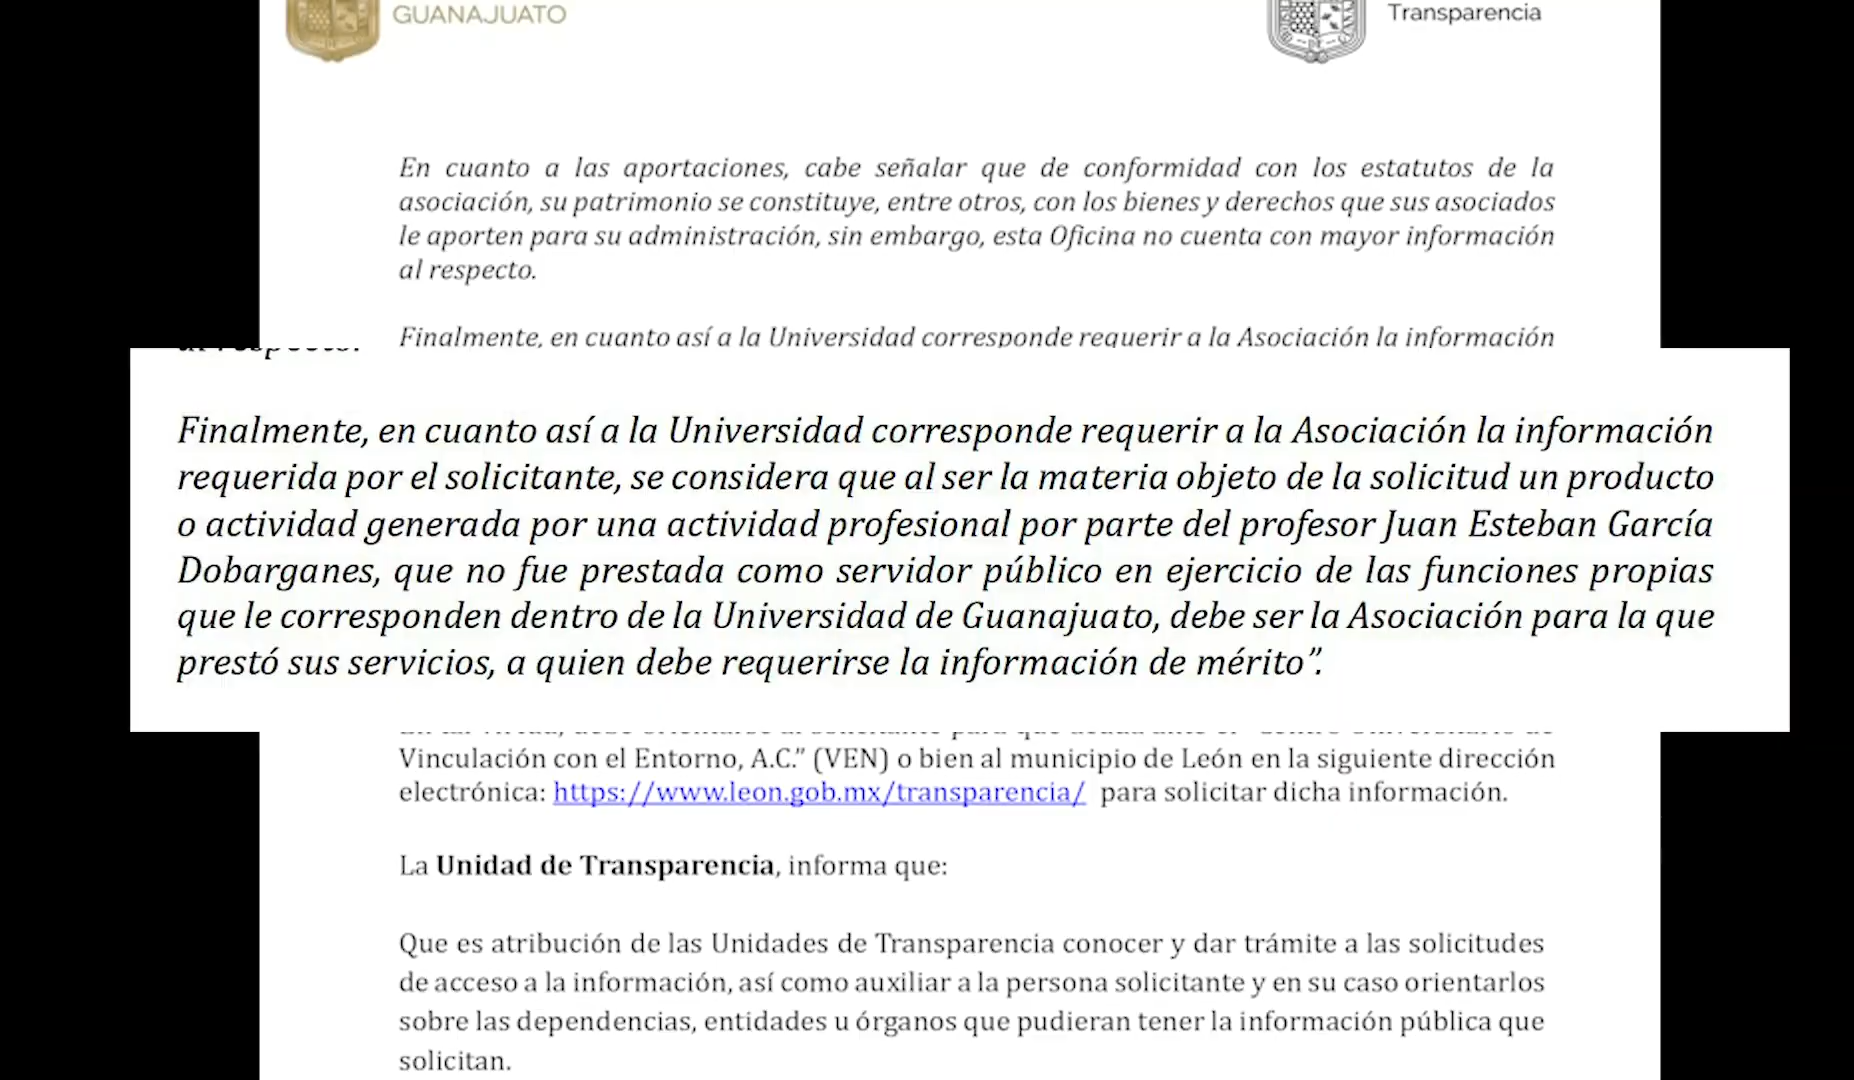 GUANAJUATO
Transparencia
En cuanto a las aportaciones, cabe señalar que de conformidad con los estatutos de la
asociación, su patrimonio se constituye, entre otros, con los bienes y derechos que sus asociados
le aporten para su administración, sin embargo, esta Oficina no cuenta con mayor información
al respecto.
Finalmente, en cuanto así a la Universidad corresponde requerir a la Asociación la información
Finalmente, en cuanto así a la Universidad corresponde requerir a la Asociación la información
requerida por el solicitante, se considera que al ser la materia objeto de la solicitud un producto
o actividad generada por una actividad profesional por parte del profesor Juan Esteban García
Dobarganes, que no fue prestada como servidor público en ejercicio de las funciones propias
que le corresponden dentro de la Universidad de Guanajuato, debe ser la Asociación para la que
prestó sus servicios, a quien debe requerirse la información de mérito”.
Vinculación con el Entorno, A.C.” (VEN) o bien al municipio de León en la siguiente dirección
electrónica: https://www.leon.gob.mx/transparencia/ para solicitar dicha información.
La Unidad de Transparencia, informa que:
Que es atribución de las Unidades de Transparencia conocer y dar trámite a las solicitudes
de acceso a la información, así como auxiliar a la persona solicitante y en su caso orientarlos
sobre las dependencias, entidades u órganos que pudieran tener la información pública que
solicitan.